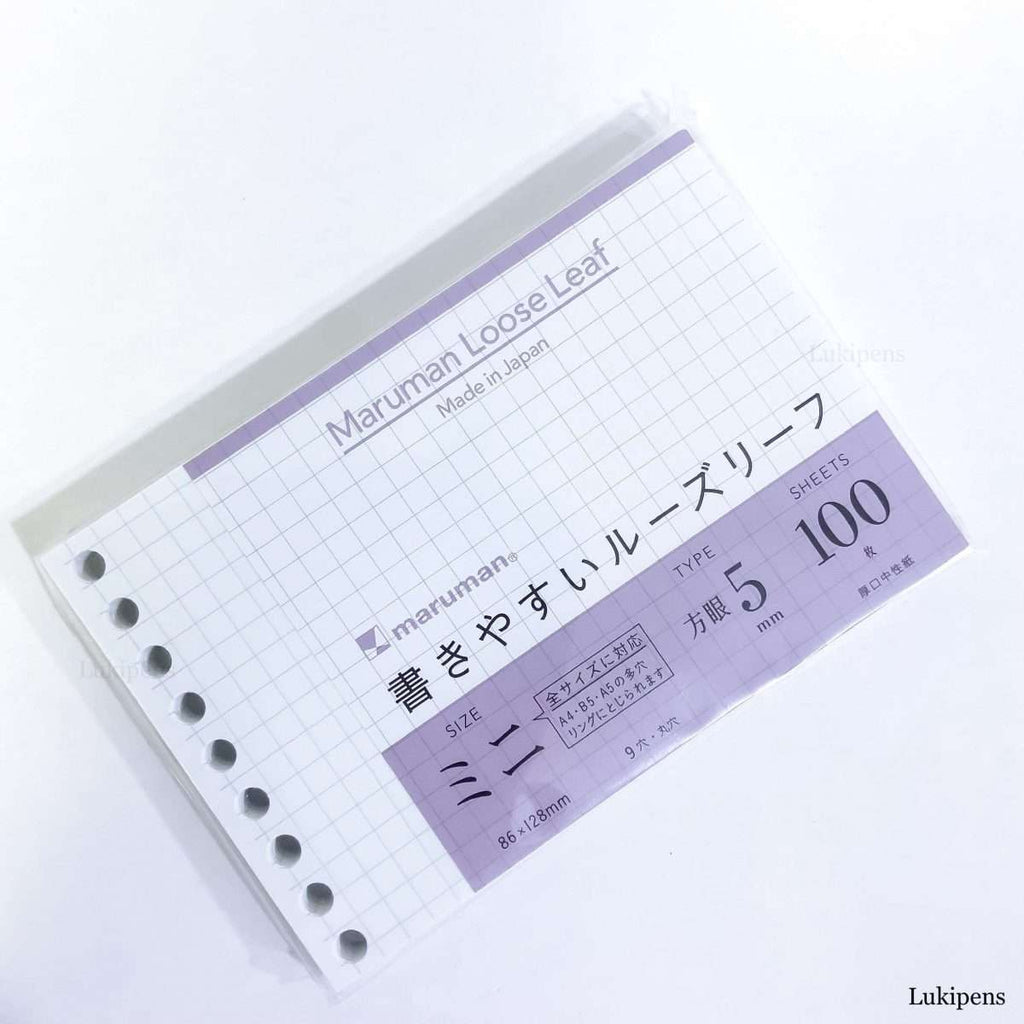 Maruman Loose Leaf
Made in Japan
maruman®
書きやすいルーズリーフ
SIZE
ミニ
86×128mm
全サイズに対応
A4・B5・A5の多穴
リングにとじられます
9穴・丸穴
TYPE
方眼 5
mm
SHEETS
100
枚
厚口中性紙
Lukipens
Lukipens
Lukipens